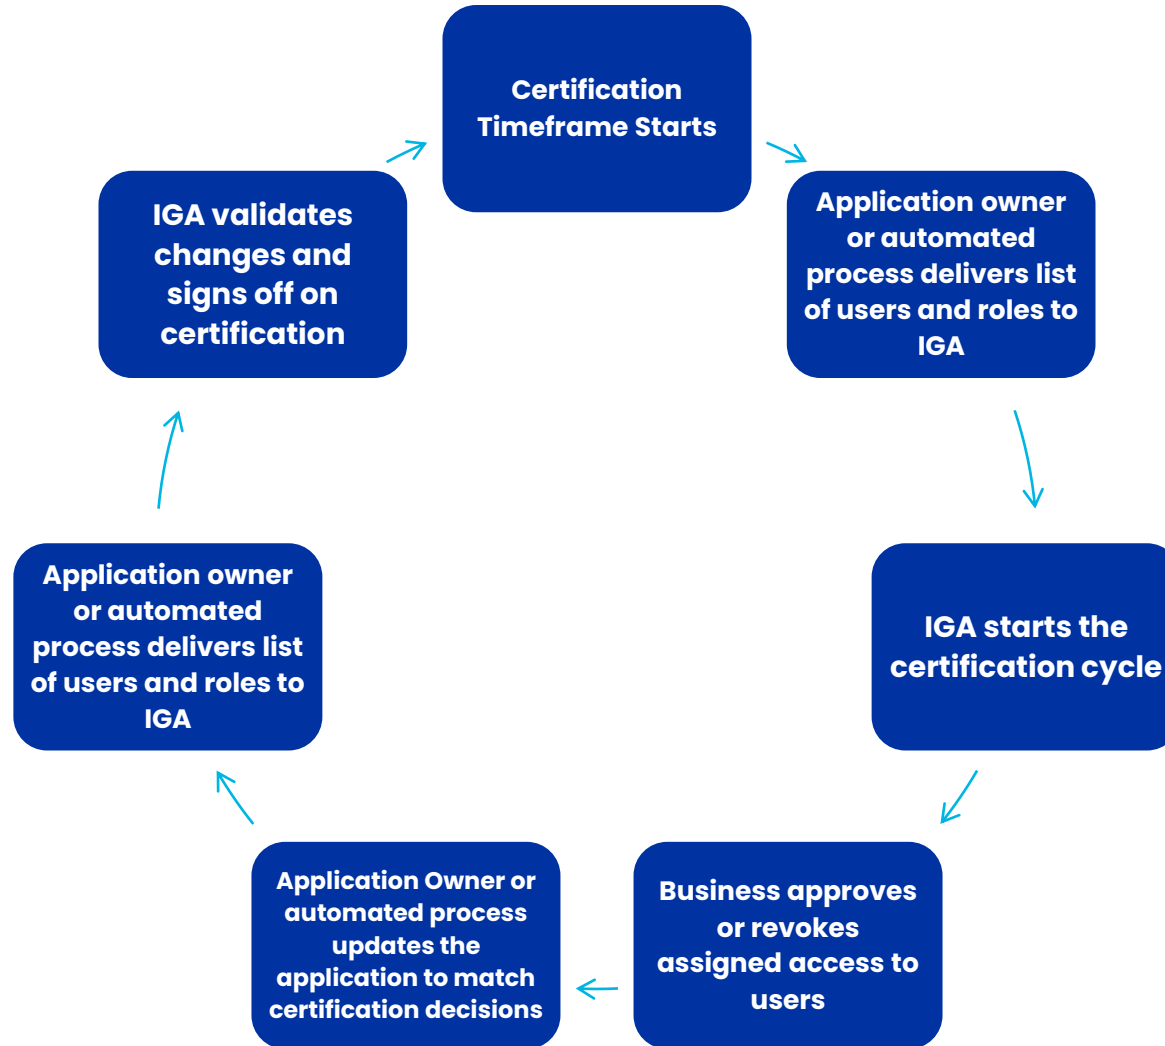 Certification
Timeframe Starts
Application owner
or automated
process delivers list
of users and roles to
IGA
IGA starts the
certification cycle
Business approves
or revokes
assigned access to
users
Application Owner or
automated process
updates the
application to match
certification decisions
Application owner
or automated
process delivers list
of users and roles to
IGA
IGA validates
changes and
signs off on
certification